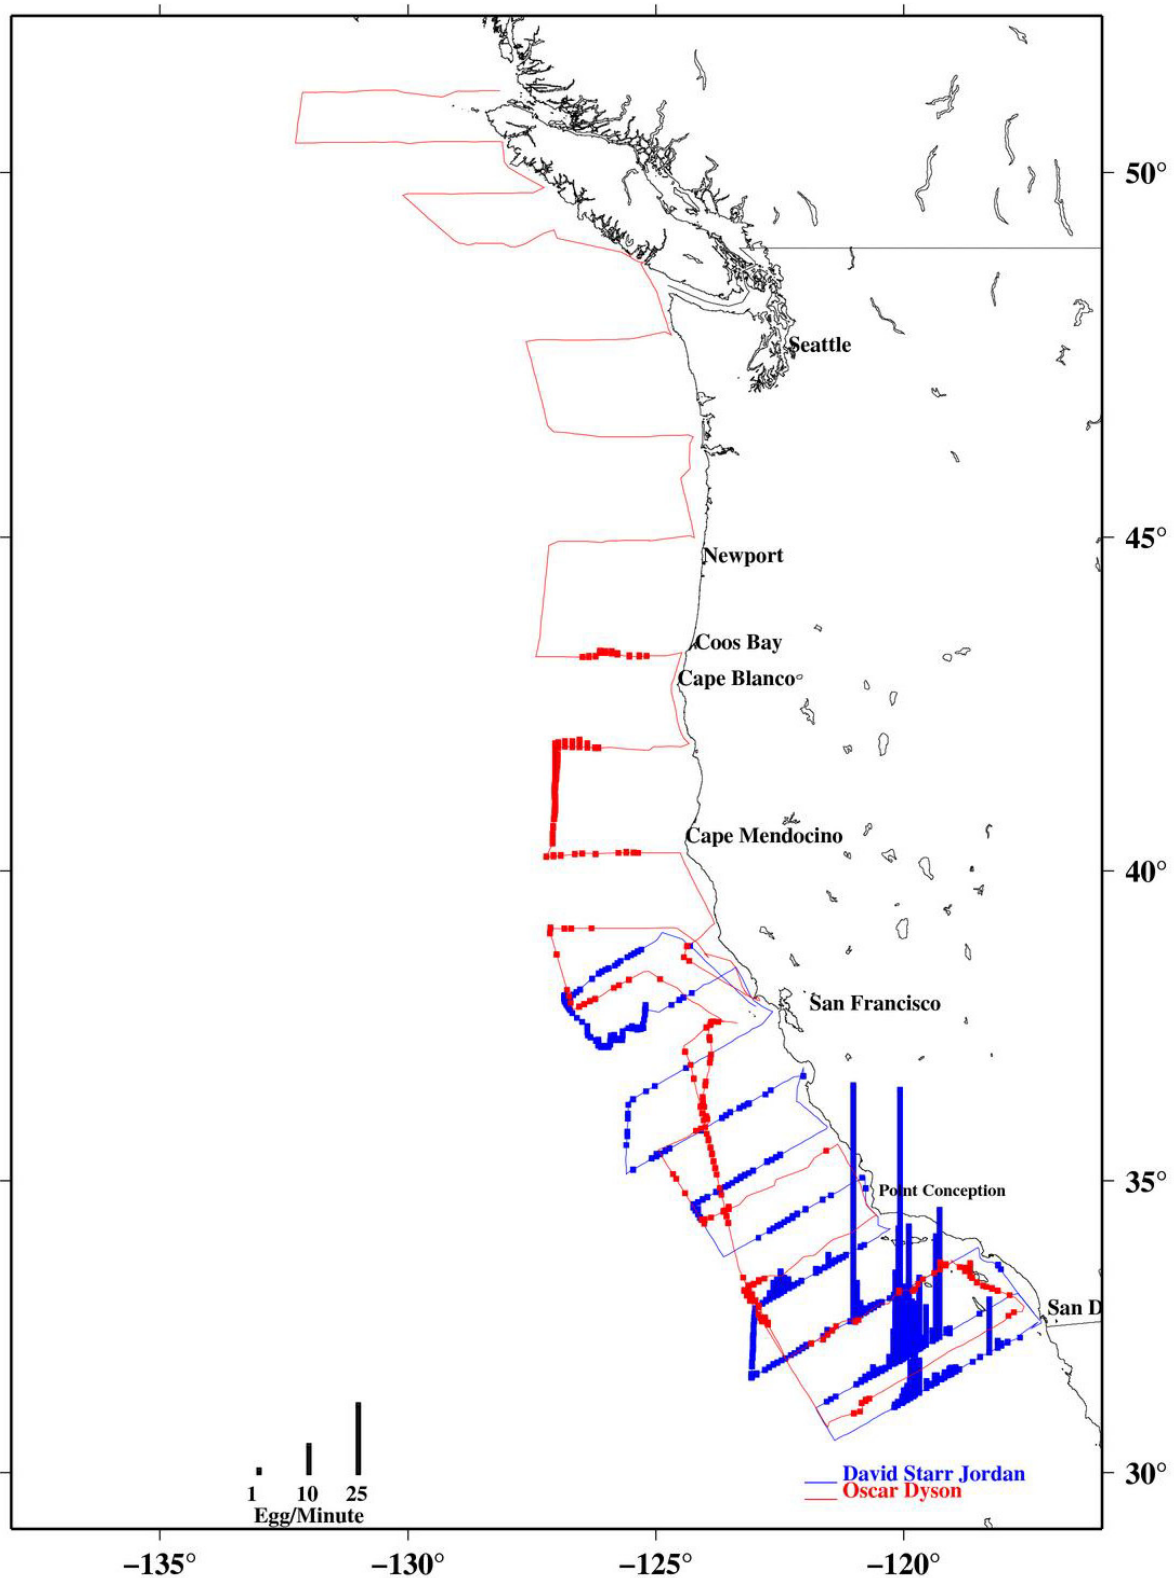 50°
Seattle
45°
Newport
Coos Bay
Cape Blanco
Cape Mendocino
40°
San Francisco
35°
Point Conception
San D
30°
David Starr Jordan
Oscar Dyson
1 10 25
Egg/Minute
−135° −130° −125° −120°